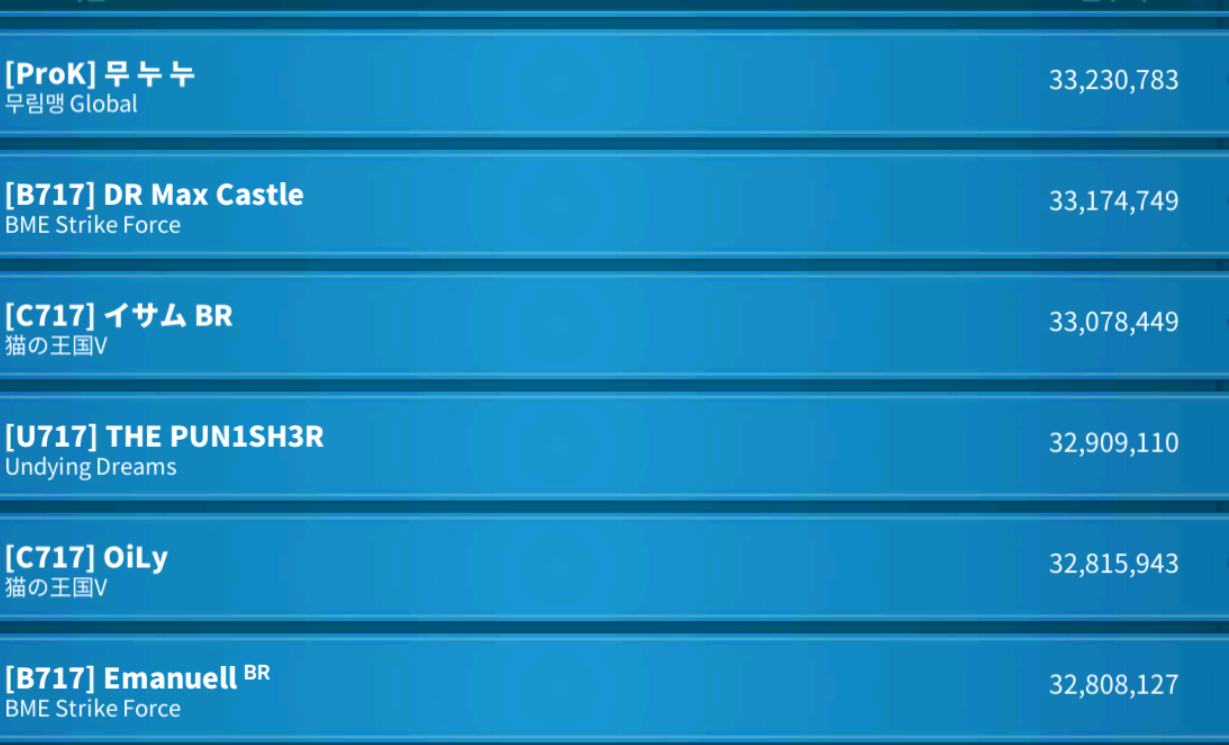 [ProK] 무 누 누
33,230,783
무림맹 Global
[B717] DR Max Castle
33,174,749
BME Strike Force
[C717] イサム BR
33,078,449
猫の王国V
[U717] THE PUN1SH3R
32,909,110
Undying Dreams
[C717] OiLy
32,815,943
猫の王国V
[B717] Emanuell ᴮᴿ
32,808,127
BME Strike Force